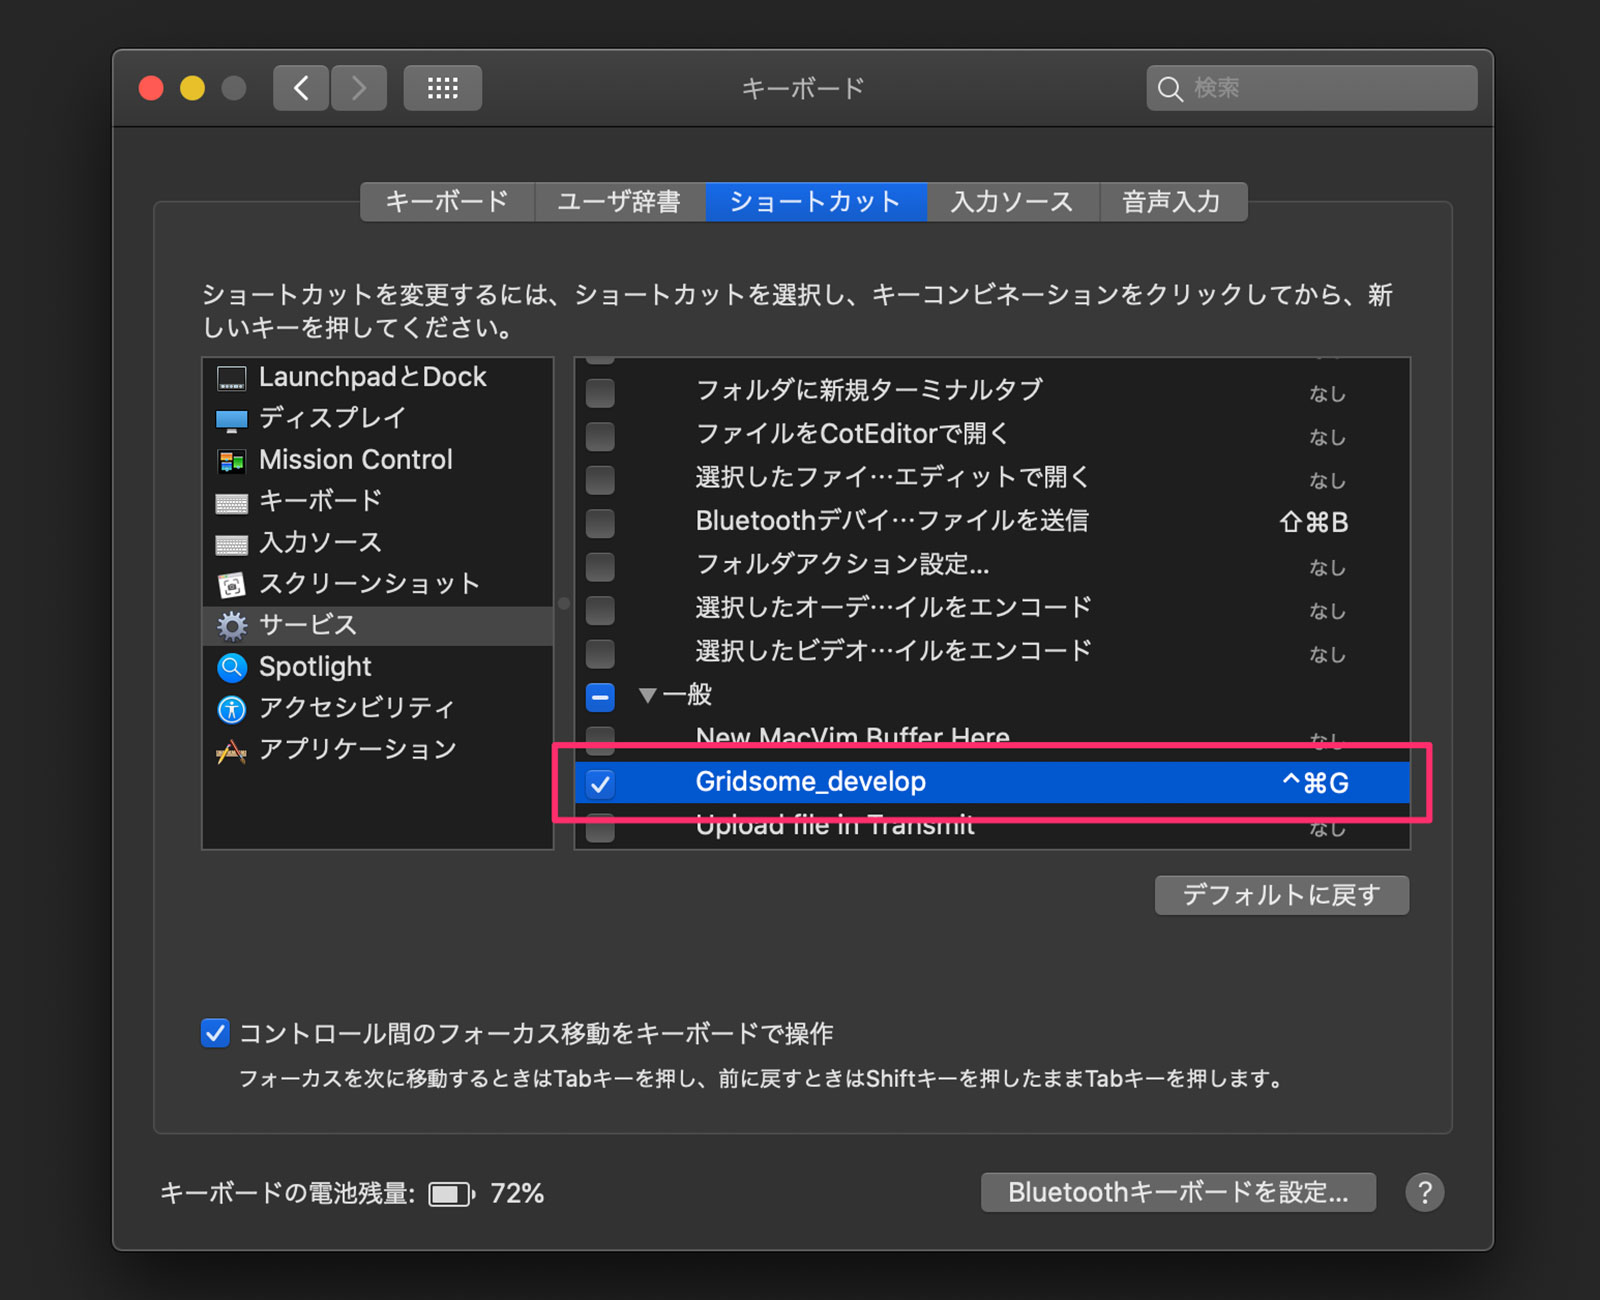 キーボード
検索
キーボード
ユーザ辞書
ショートカット
入力ソース
音声入力
ショートカットを変更するには、ショートカットを選択し、キーコンビネーションをクリックしてから、新
しいキーを押してください。
LaunchpadとDock
ディスプレイ
Mission Control
キーボード
入力ソース
スクリーンショット
サービス
Spotlight
アクセシビリティ
アプリケーション
フォルダに新規ターミナルタブ なし
ファイルをCotEditorで開く なし
選択したファイ…エディットで開く なし
Bluetoothデバイ…ファイルを送信 ⇧⌘B
フォルダアクション設定... なし
選択したオーデ…イルをエンコード なし
選択したビデオ…イルをエンコード なし
▼一般
New MacVim Buffer Here なし
Gridsome_develop ^⌘G
Upload file in Transmit なし
デフォルトに戻す
コントロール間のフォーカス移動をキーボードで操作
フォーカスを次に移動するときはTabキーを押し、前に戻すときはShiftキーを押したままTabキーを押します。
キーボードの電池残量: 72%
Bluetoothキーボードを設定...
?